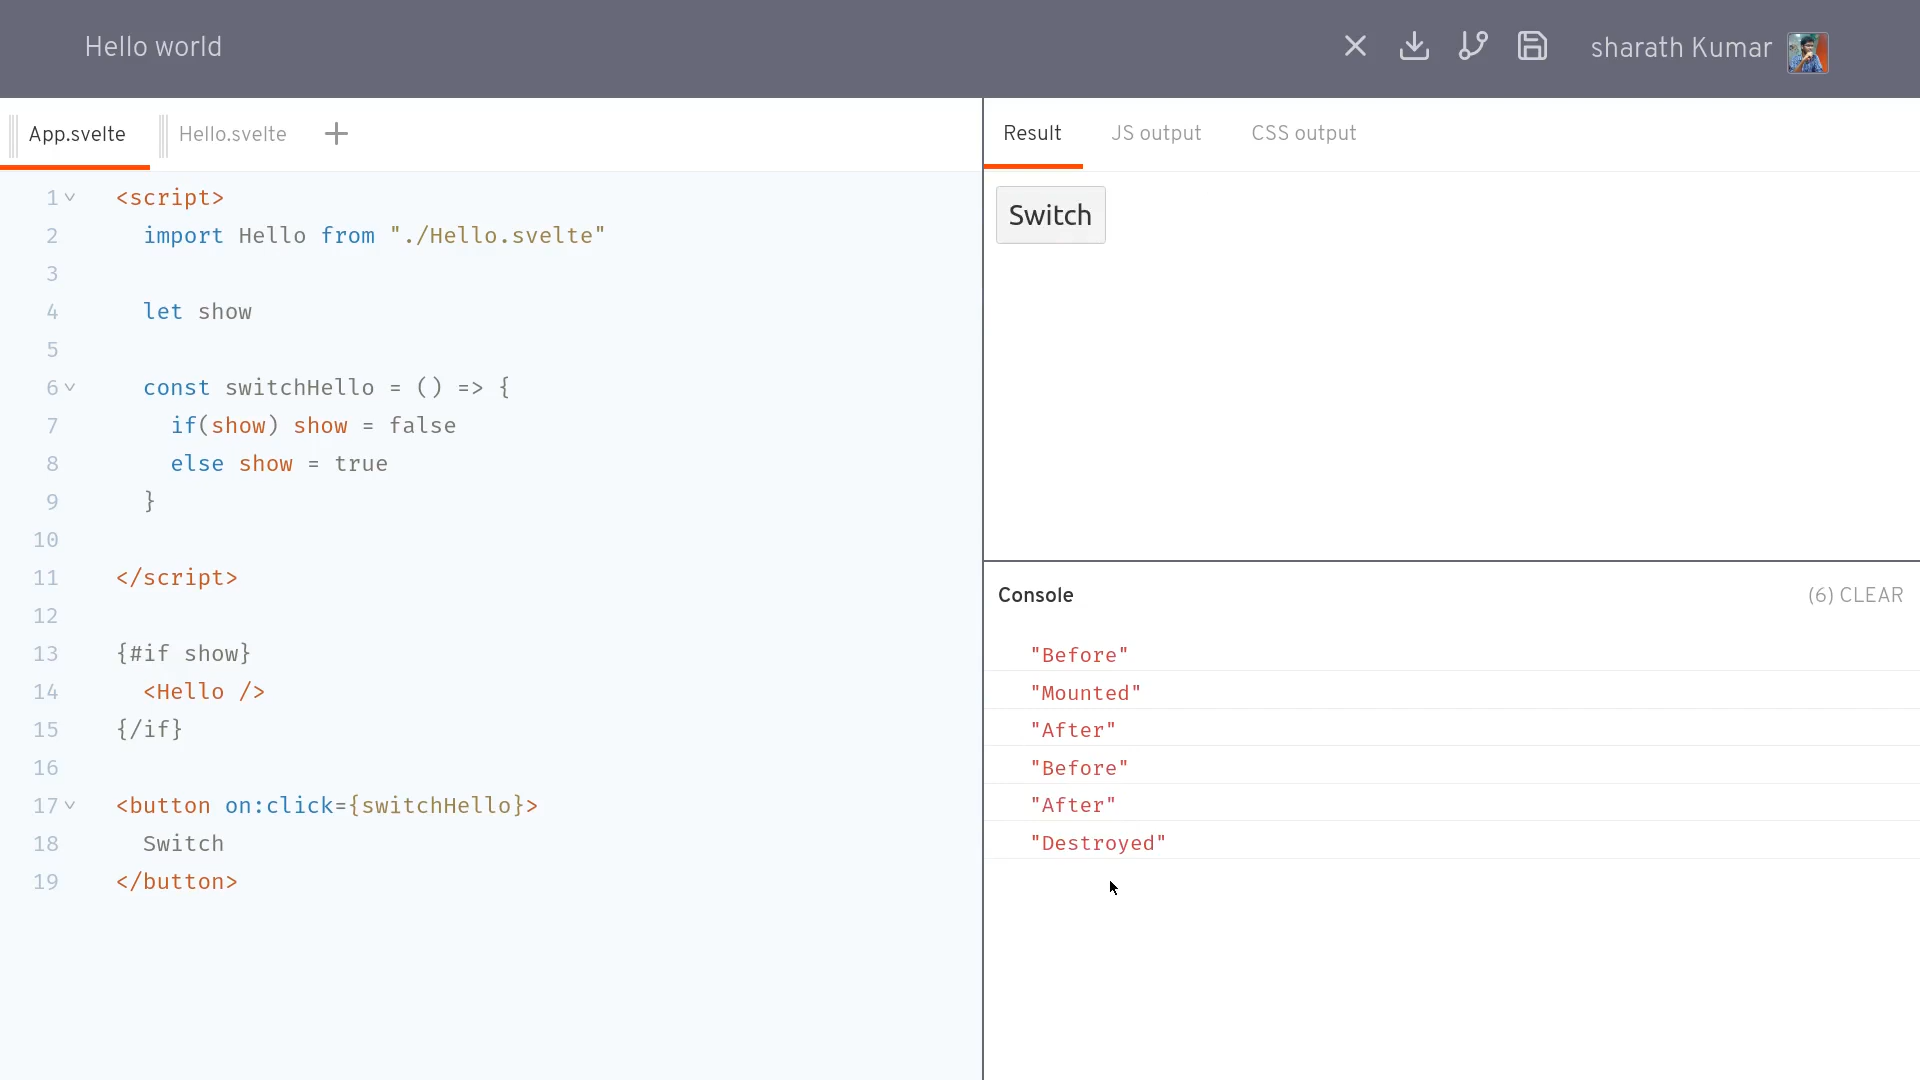 Hello world
sharath Kumar
App.svelte
Hello.svelte
1 <script>
2 import Hello from "./Hello.svelte"
3
4 let show
5
6 const switchHello = () => {
7 if(show) show = false
8 else show = true
9 }
10
11 </script>
12
13 {#if show}
14 <Hello />
15 {/if}
16
17 <button on:click={switchHello}>
18 Switch
19 </button>
Result
JS output
CSS output
Switch
Console
(6) CLEAR
"Before"
"Mounted"
"After"
"Before"
"After"
"Destroyed"